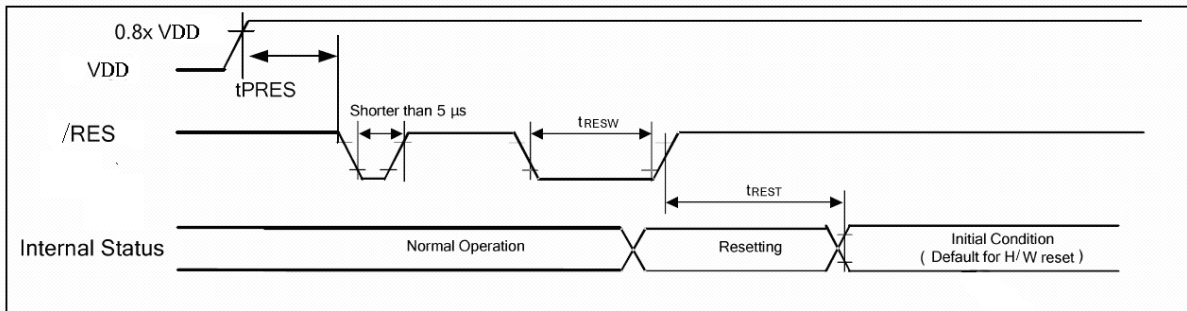 0.8x VDD
VDD
tPRES
Shorter than 5 µs
/RES
tRESW
tREST
Internal Status
Normal Operation
Resetting
Initial Condition
( Default for H/W reset )